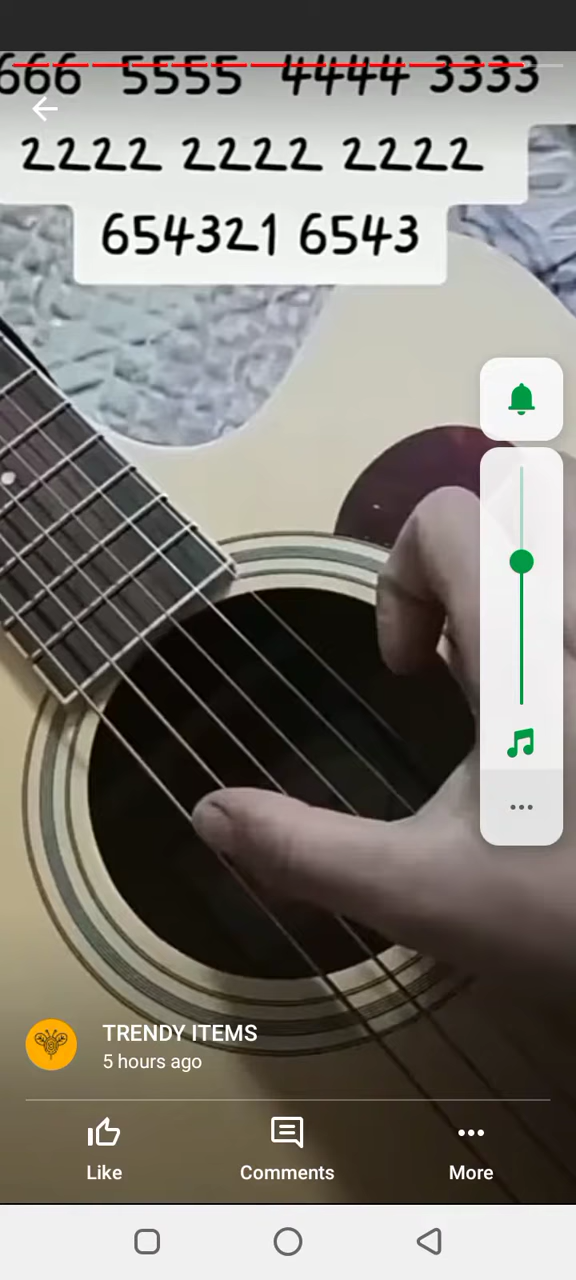 666 5555 4444 3333
2222 2222 2222
654321 6543
TRENDY ITEMS
5 hours ago
Like Comments More